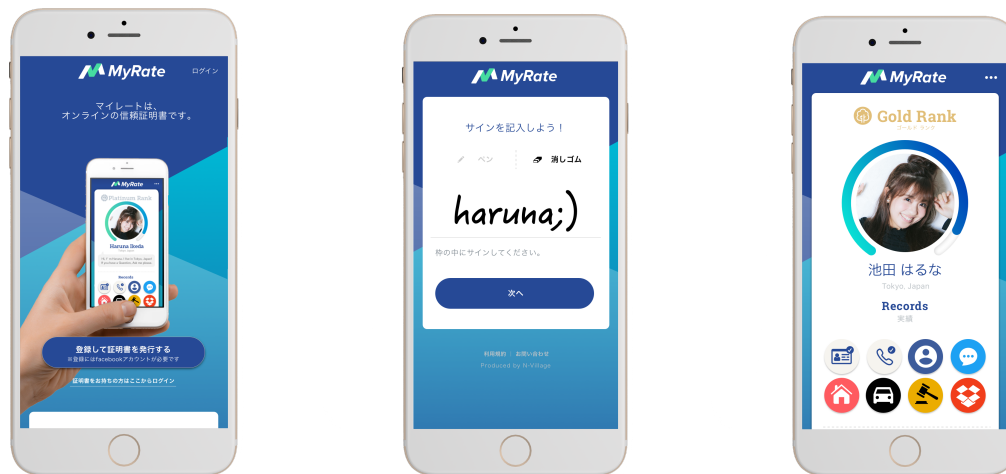 MyRate
ログイン
マイレートは、
オンラインの信頼証明書です。
MyRate
Platinum Rank
Haruna Ikeda
Records
登録して証明書を発行する
※登録にはfacebookアカウントが必要です
証明書をお持ちの方はここからログイン
MyRate
サインを記入しよう！
ペン
消しゴム
haruna;)
枠の中にサインしてください。
次へ
利用規約 | お問い合わせ
Produced by N-Village
MyRate
Gold Rank
ゴールド ランク
池田 はるな
Tokyo, Japan
Records
実績